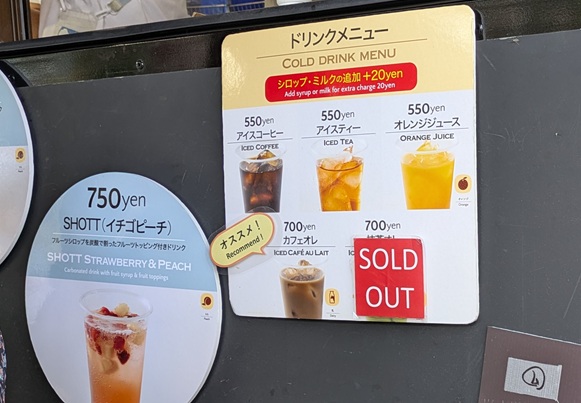 ドリンクメニュー
COLD DRINK MENU
シロップ・ミルクの追加 +20yen
Add syrup or milk for extra charge 20yen
550yen
アイスコーヒー
ICED COFFEE
550yen
アイスティー
ICED TEA
550yen
オレンジジュース
ORANGE JUICE
オススメ!
Recommend!
700yen
カフェオレ
ICED CAFÉ AU LAIT
700yen
SOLD
OUT
750yen
SHOTT(イチゴピーチ)
フルーツシロップを炭酸で割ったフルーツトッピング付きドリンク
SHOTT STRAWBERRY & PEACH
Carbonated drink with fruit syrup & fruit toppings